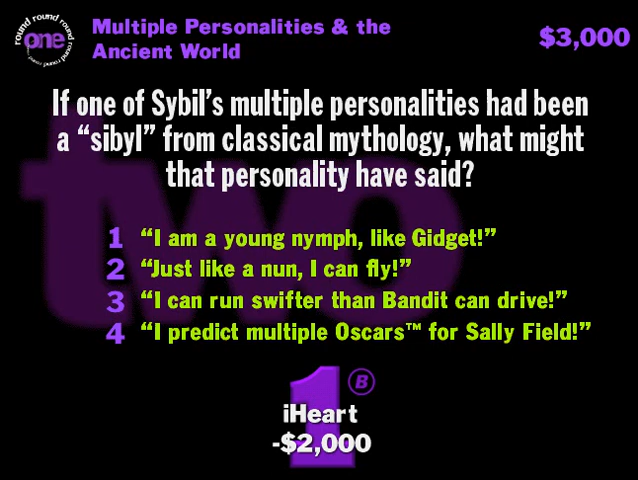 round round round
one
round round round
Multiple Personalities & the
Ancient World
$3,000
two
If one of Sybil's multiple personalities had been
a “sibyl” from classical mythology, what might
that personality have said?
1 “I am a young nymph, like Gidget!”
2 “Just like a nun, I can fly!”
3 “I can run swifter than Bandit can drive!”
4 “I predict multiple Oscars™ for Sally Field!”
1 B
iHeart
-$2,000